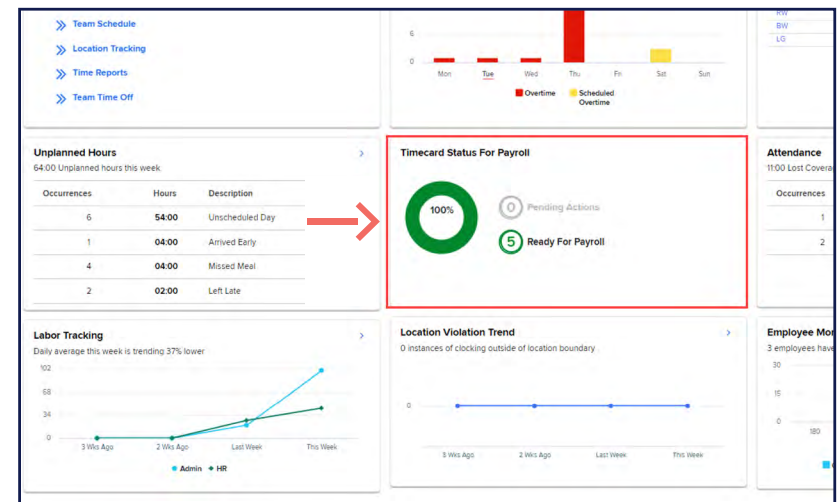 Team Schedule
Location Tracking
Time Reports
Team Time Off
6
0
Mon Tue Wed Thu Fri Sat Sun
Overtime Scheduled
Overtime
RW
BW
LG
Unplanned Hours
64:00 Unplanned hours this week
Occurrences Hours Description
6 54:00 Unscheduled Day
1 04:00 Arrived Early
4 04:00 Missed Meal
2 02:00 Left Late
Timecard Status For Payroll
100%
0 Pending Actions
5 Ready For Payroll
Attendance
11:00 Lost Covera
Occurrences
1
2
Labor Tracking
Daily average this week is trending 37% lower
102
68
34
0
3 Wks Ago 2 Wks Ago Last Week This Week
Admin HR
Location Violation Trend
0 instances of clocking outside of location boundary
0
3 Wks Ago 2 Wks Ago Last Week This Week
Employee Mor
3 employees have
30
15
0
180